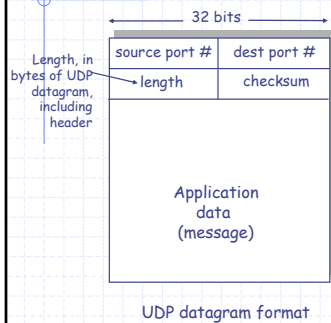 32 bits
source port #
dest port #
Length, in
bytes of UDP
datagram,
including
header
length
checksum
Application
data
(message)
UDP datagram format